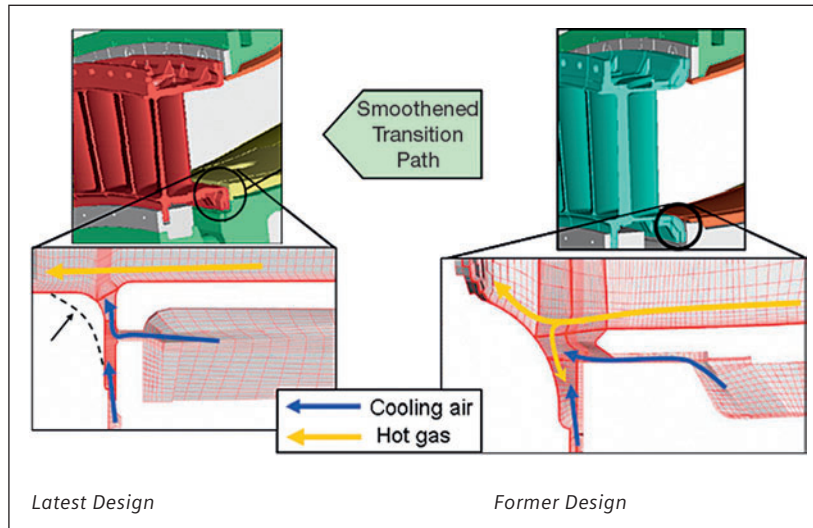 Smoothened
Transition
Path
Cooling air
Hot gas
Latest Design
Former Design